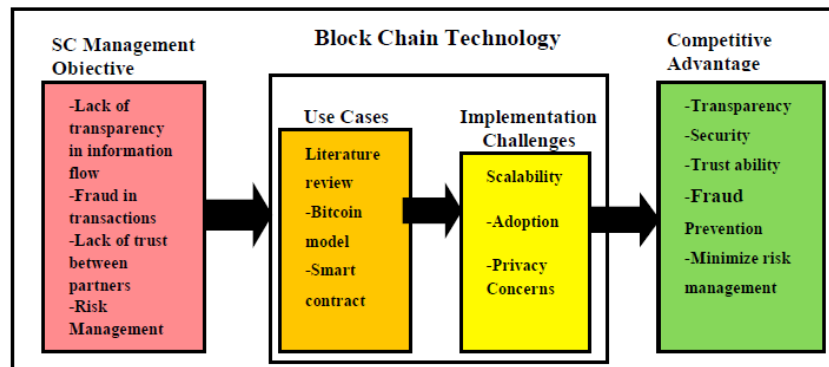 SC Management
Objective
-Lack of
transparency
in information
flow
-Fraud in
transactions
-Lack of trust
between
partners
-Risk
Management
Block Chain Technology
Use Cases
Literature
review
-Bitcoin
model
-Smart
contract
Implementation
Challenges
Scalability
-Adoption
-Privacy
Concerns
Competitive
Advantage
-Transparency
-Security
-Trust ability
-Fraud
Prevention
-Minimize risk
management